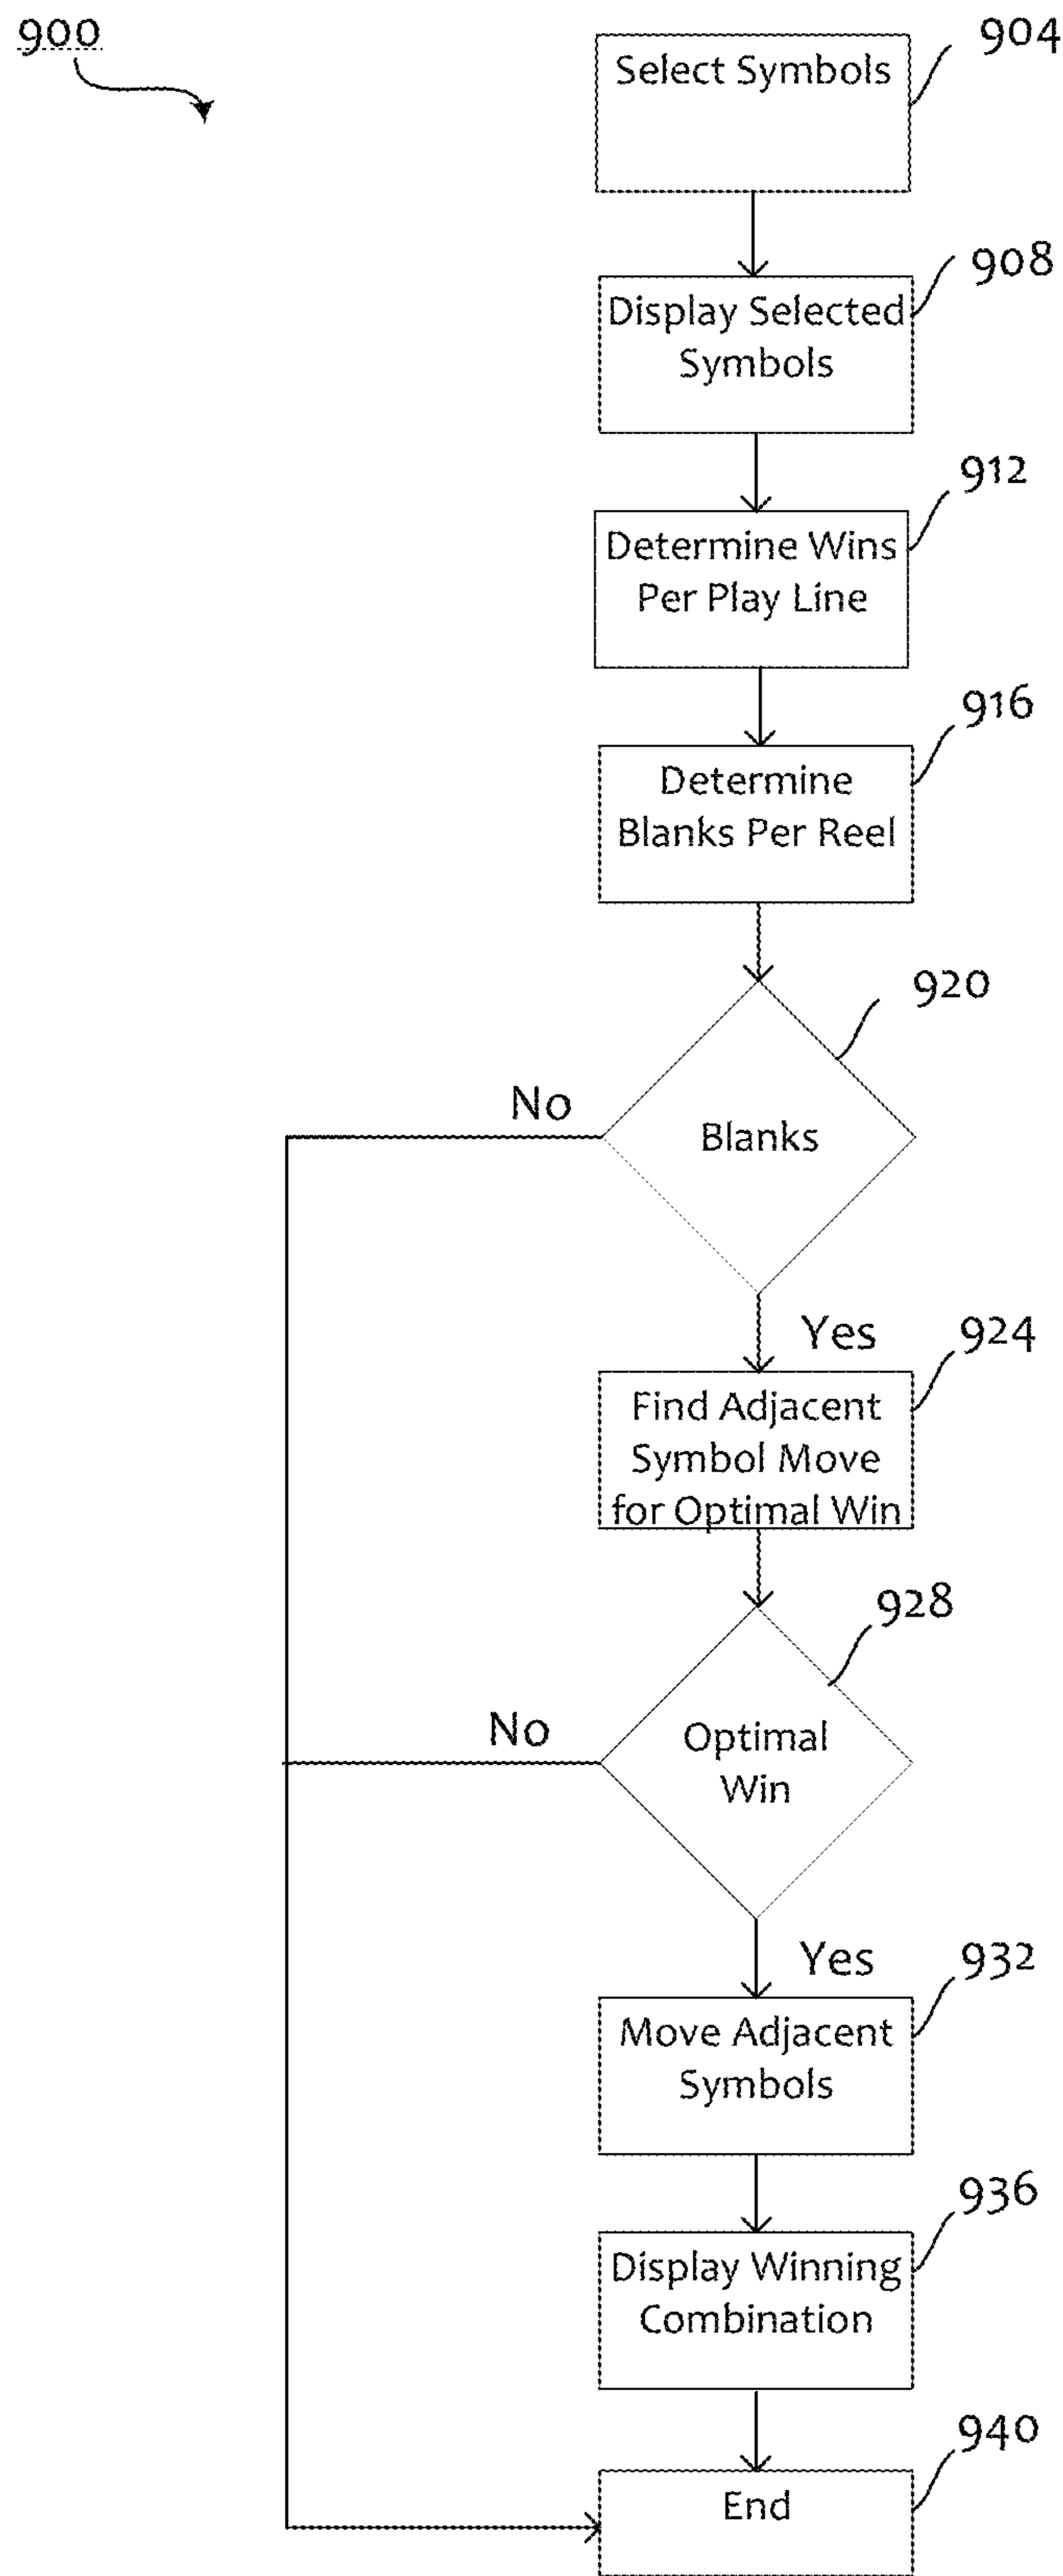 900
904
Select Symbols
908
Display Selected
Symbols
912
Determine Wins
Per Play Line
916
Determine
Blanks Per Reel
920
No
Blanks
Yes
924
Find Adjacent
Symbol Move
for Optimal Win
928
No
Optimal
Win
Yes
932
Move Adjacent
Symbols
936
Display Winning
Combination
940
End